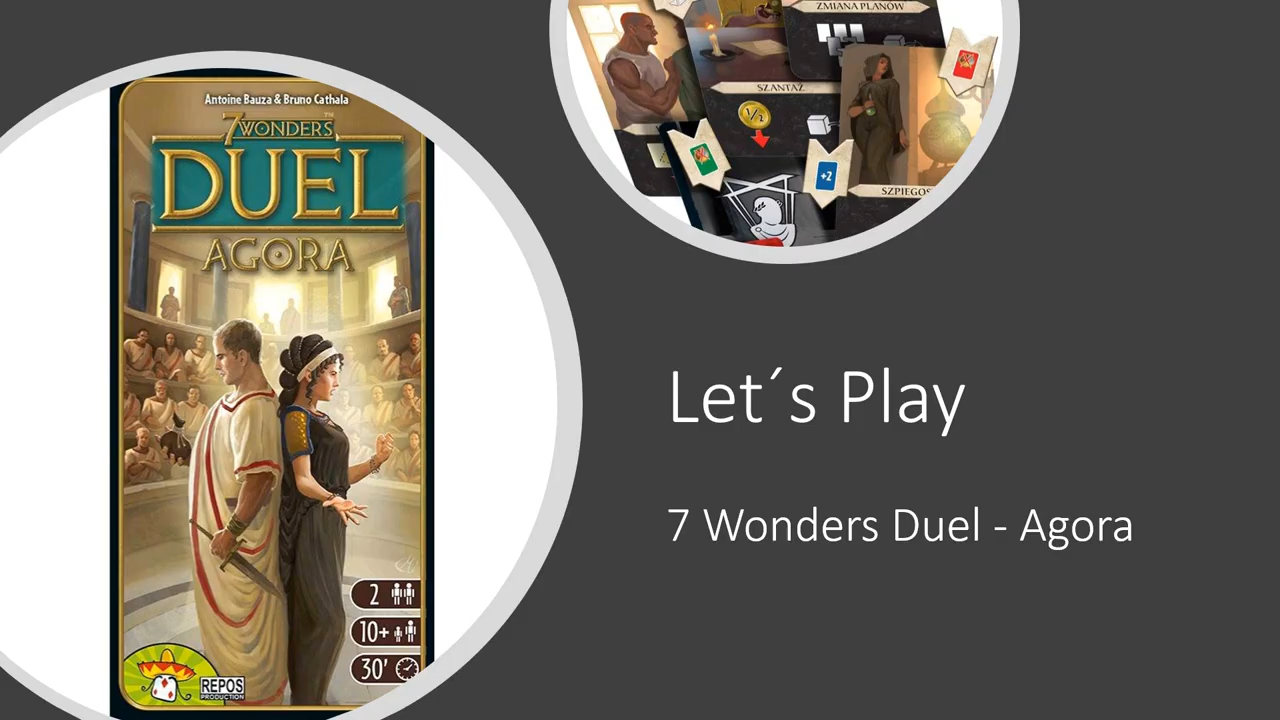 Antoine Bauza & Bruno Cathala
7 WONDERS™
DUEL
AGORA
2
10+
30'
REPOS
PRODUCTION
ZMIANA PLANÓW
SZANTAŻ
1/2
+2
SZPIEGOS
Let´s Play
7 Wonders Duel - Agora